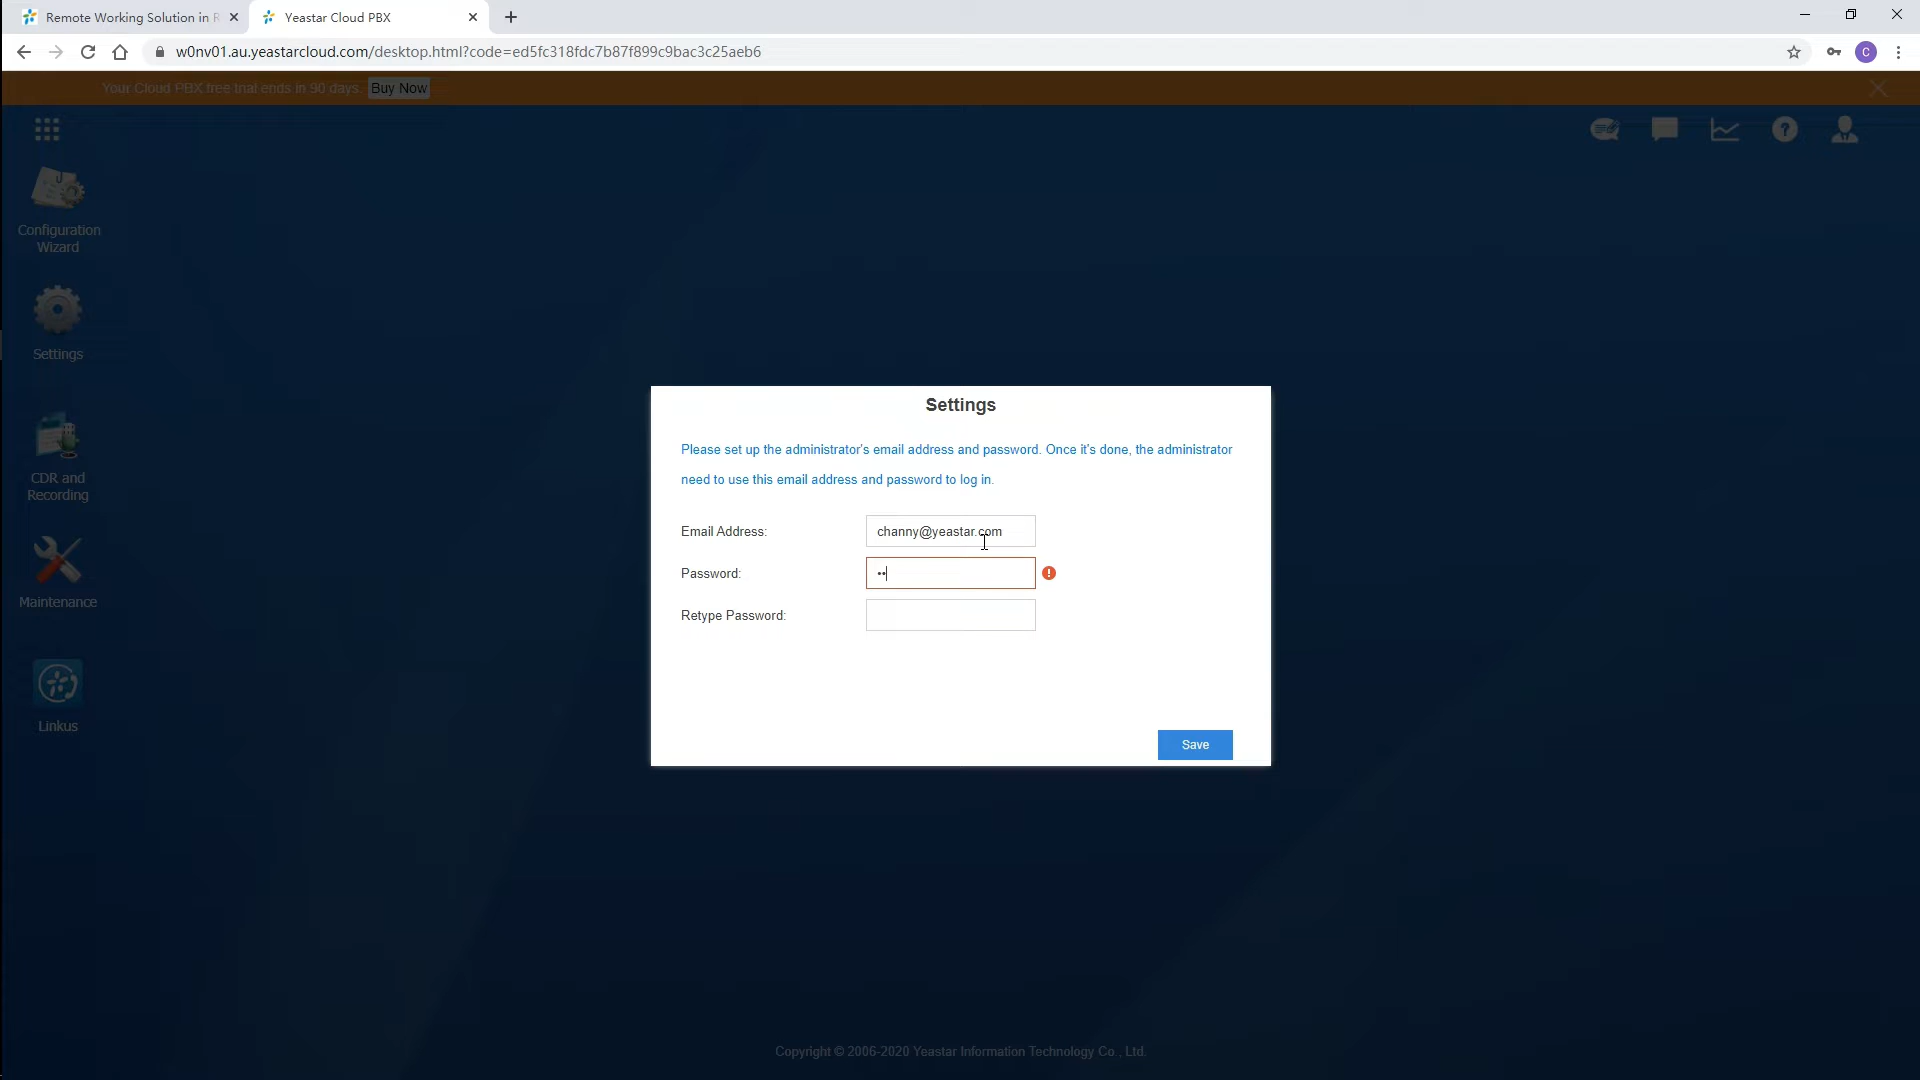 Remote Working Solution in R
Yeastar Cloud PBX
w0nv01.au.yeastarcloud.com/desktop.html?code=ed5fc318fdc7b87f899c9bac3c25aeb6
C
Your Cloud PBX free trial ends in 90 days. Buy Now
Configuration
Wizard
Settings
CDR and
Recording
Maintenance
Linkus
Settings
Please set up the administrator's email address and password. Once it's done, the administrator
need to use this email address and password to log in.
Email Address: channy@yeastar.com
Password: ••
Retype Password:
Save
Copyright © 2006-2020 Yeastar Information Technology Co., Ltd.